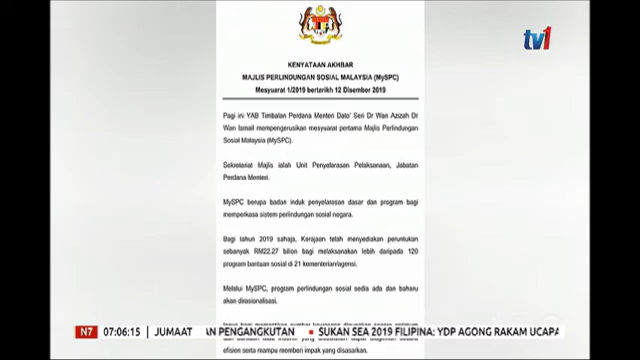 tv1
KENYATAAN AKHBAR
MAJLIS PERLINDUNGAN SOSIAL MALAYSIA (MySPC)
Mesyuarat 1/2019 bertarikh 12 Disember 2019
Pagi ini YAB Timbalan Perdana Menteri Dato' Seri Dr Wan Azizah Dr
Wan Ismail mempengerusikan mesyuarat pertama Majlis Perlindungan
Sosial Malaysia (MySPC).
Sekretariat Majlis ialah Unit Penyelarasan Pelaksanaan, Jabatan
Perdana Menteri.
MySPC berupa badan induk penyelarasan dasar dan program bagi
memperkasa sistem perlindungan sosial negara.
Bagi tahun 2019 sahaja, Kerajaan telah menyediakan peruntukan
sebanyak RM22.27 bilion bagi melaksanakan lebih daripada 120
program bantuan sosial di 21 kementerian/agensi.
Melalui MySPC, program perlindungan sosial sedia ada dan baharu
akan dirasionalisasi.
N7 07:06:15 | JUMAAT AN PENGANGKUTAN SUKAN SEA 2019 FILIPINA: YDP AGONG RAKAM UCAPA
efisien serta mampu memberi impak yang disasarkan.